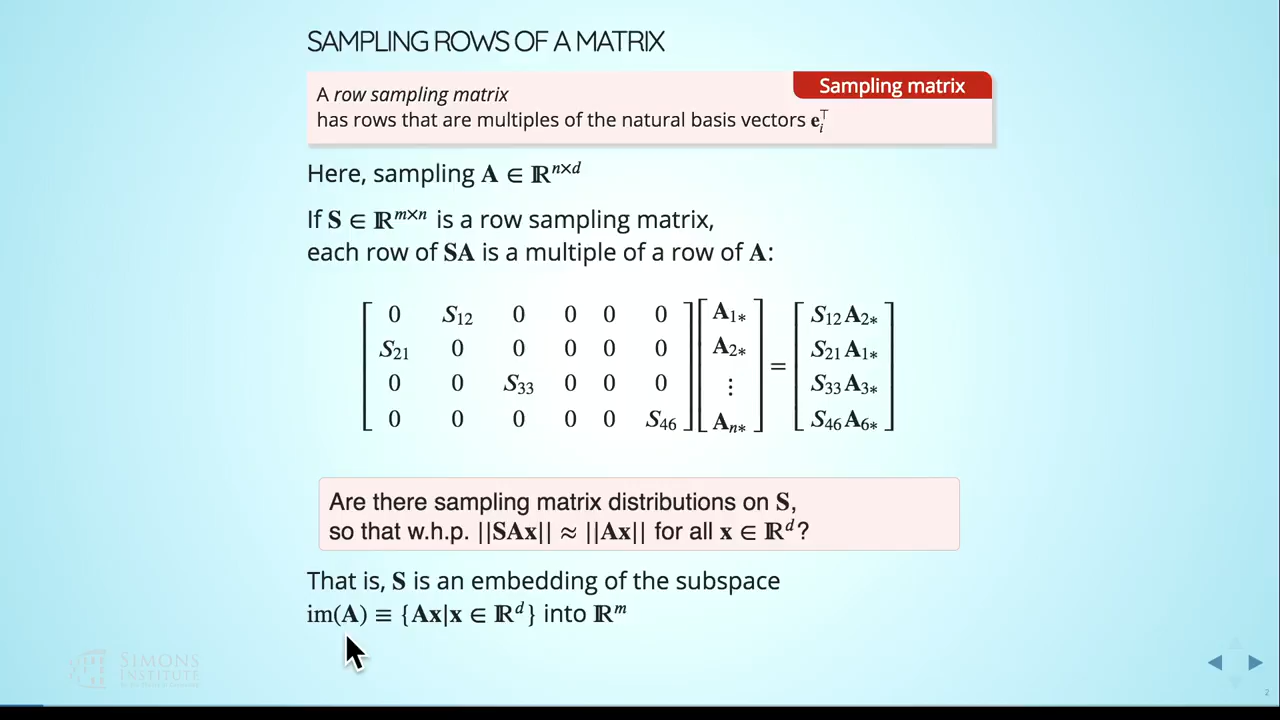 SAMPLING ROWS OF A MATRIX
Sampling matrix
A row sampling matrix
has rows that are multiples of the natural basis vectors e_i^⊤
Here, sampling A ∈ ℝ^{n×d}
If S ∈ ℝ^{m×n} is a row sampling matrix,
each row of SA is a multiple of a row of A:
0 S₁₂ 0 0 0 0 A₁∗ S₁₂A₂∗
S₂₁ 0 0 0 0 0 A₂∗ S₂₁A₁∗
0 0 S₃₃ 0 0 0 ⋮ = S₃₃A₃∗
0 0 0 0 0 S₄₆ Aₙ∗ S₄₆A₆∗
Are there sampling matrix distributions on S,
so that w.h.p. ||SAx|| ≈ ||Ax|| for all x ∈ ℝ^d?
That is, S is an embedding of the subspace
im(A) ≡ {Ax|x ∈ ℝ^d} into ℝ^m
SIMONS
INSTITUTE
2